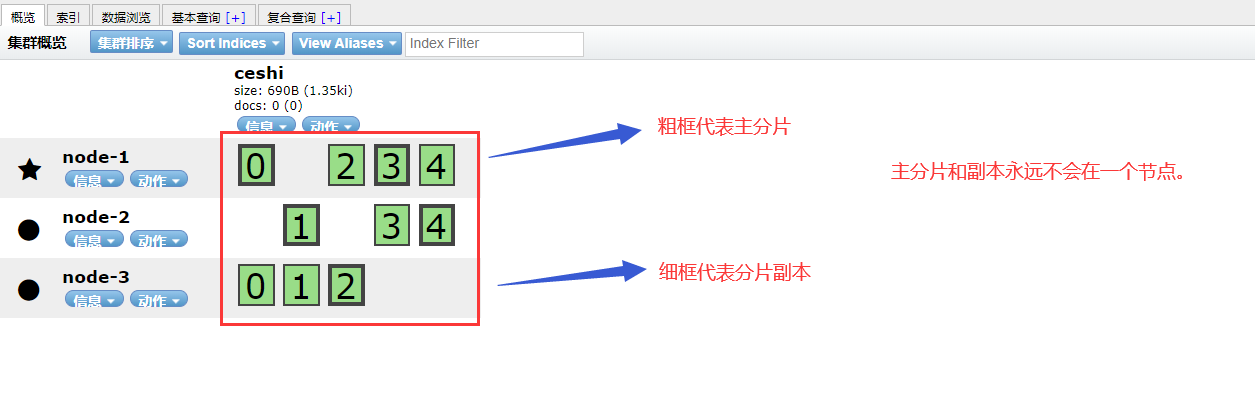 概览 索引 数据浏览 基本查询 [+] 复合查询 [+]
集群概览 集群排序 Sort Indices View Aliases Index Filter
ceshi
size: 690B (1.35ki)
docs: 0 (0)
信息 动作
粗框代表主分片
node-1
信息 动作
0 2 3 4
主分片和副本永远不会在一个节点。
node-2
信息 动作
1 3 4
node-3
信息 动作
0 1 2
细框代表分片副本